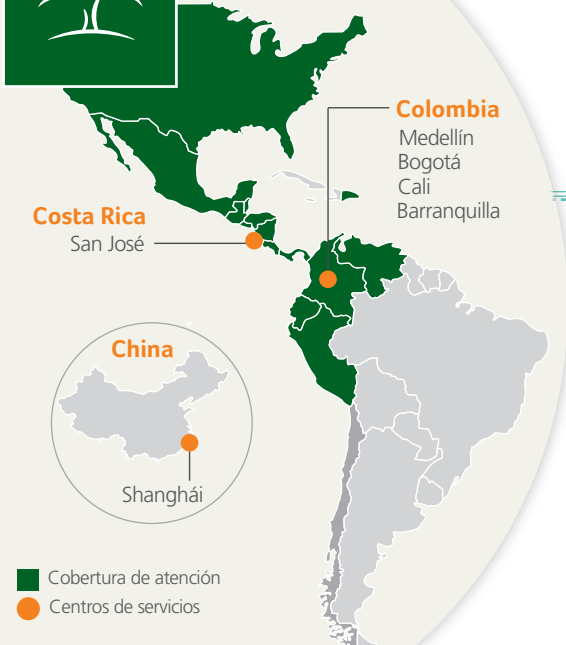 Colombia
Medellín
Bogotá
Cali
Barranquilla
Costa Rica
San José
China
Shanghái
Cobertura de atención
Centros de servicios